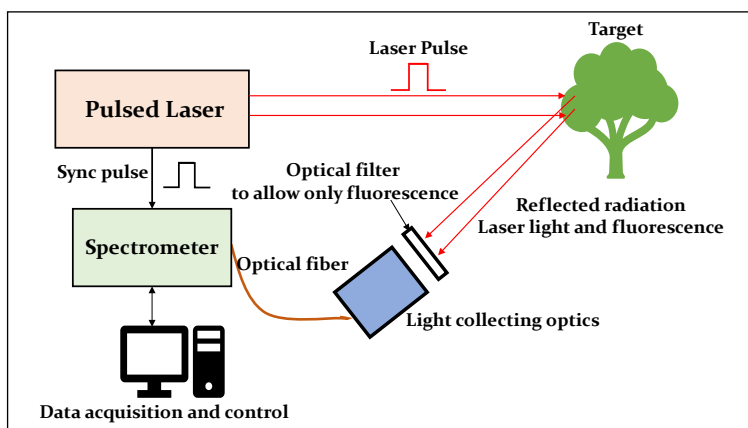 Target
Laser Pulse
Pulsed Laser
Sync pulse
Optical filter
to allow only fluorescence
Reflected radiation
Laser light and fluorescence
Spectrometer
Optical fiber
Light collecting optics
Data acquisition and control